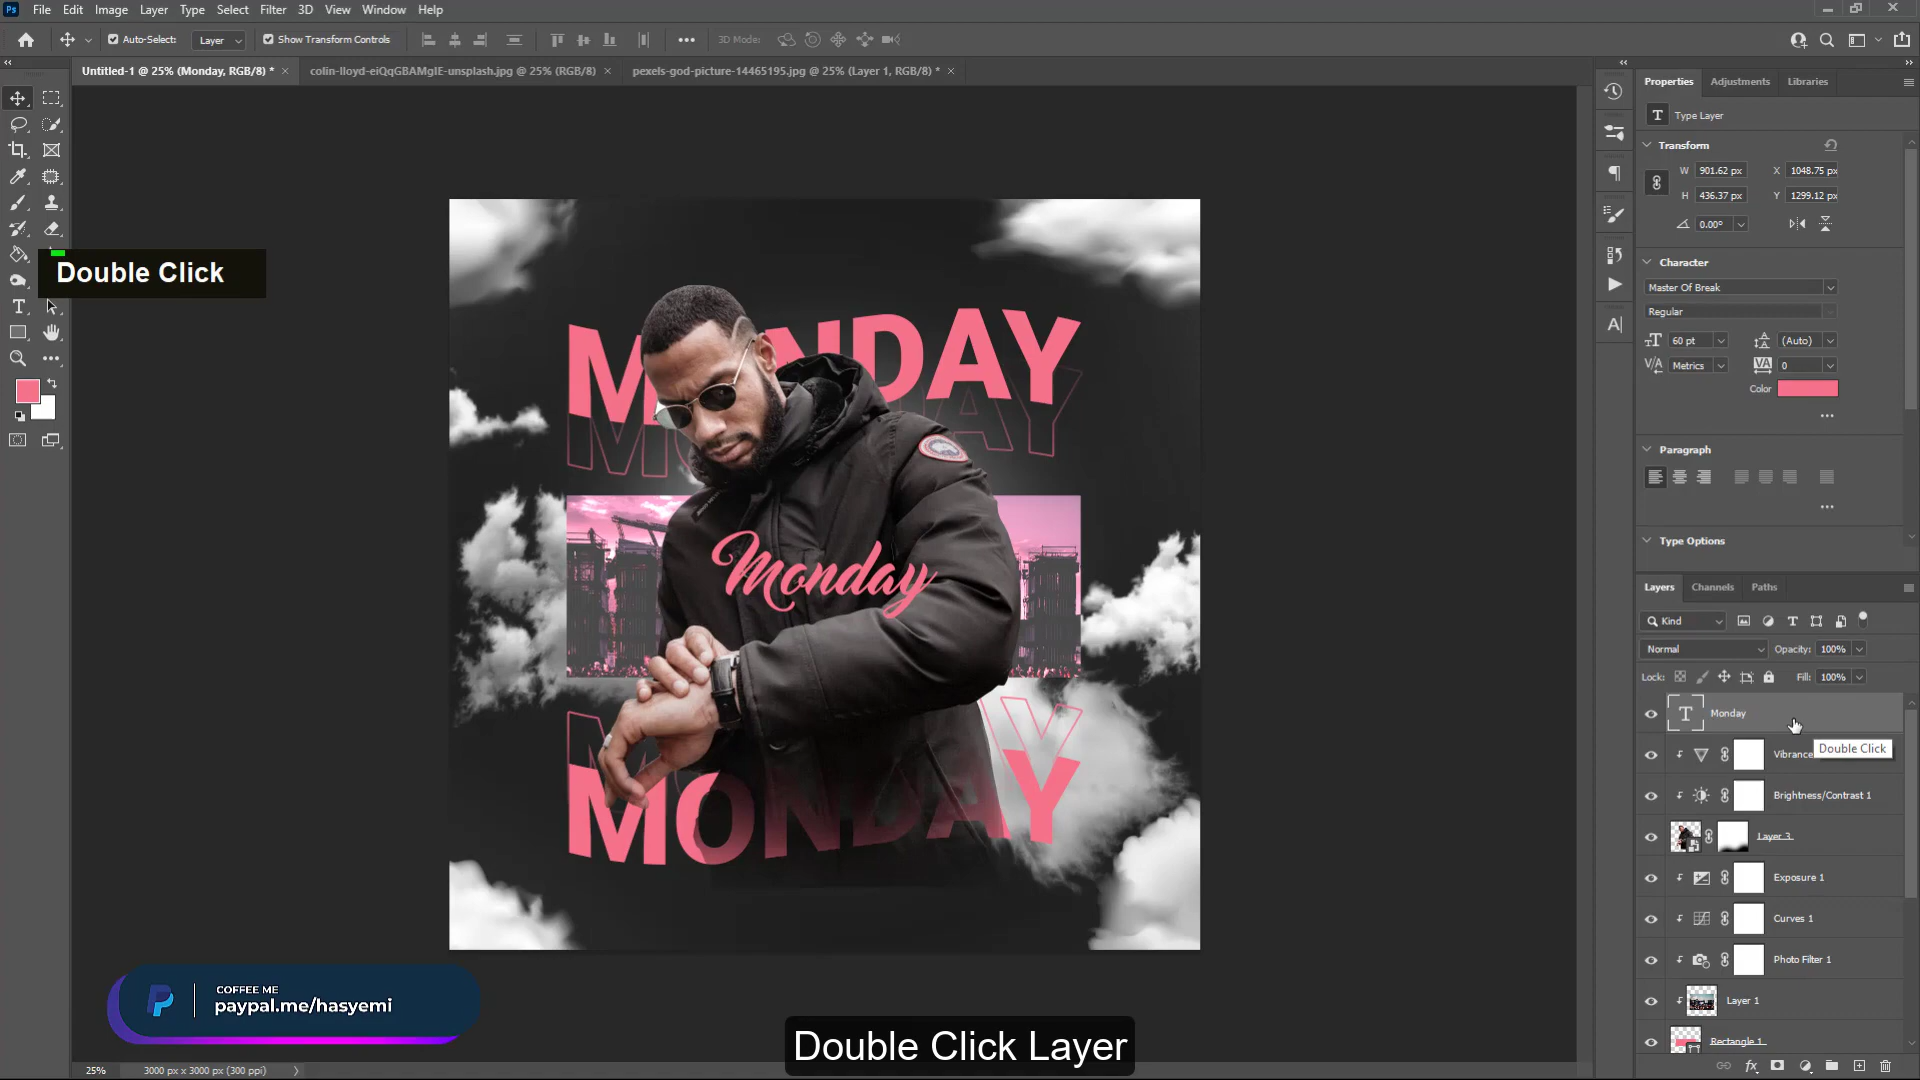 Ps File Edit Image Layer Type Select Filter 3D View Window Help
Auto-Select: Layer Show Transform Controls ••• 3D Mode:
Untitled-1 @ 25% (Monday, RGB/8) * × colin-lloyd-eiQqGBAMgIE-unsplash.jpg @ 25% (RGB/8) × pexels-god-picture-14465195.jpg @ 25% (Layer 1, RGB/8) * ×
Double Click
MONDAY
MONDAY
Monday
MONDAY
MONDAY
COFFEE ME
paypal.me/hasyemi
Double Click Layer
25% 3000 px x 3000 px (300 ppi)
Properties Adjustments Libraries
T Type Layer
Transform
W 901.62 px X 1048.75 px
H 436.37 px Y 1299.12 px
0.00°
Character
Master Of Break
Regular
60 pt (Auto)
Metrics 0
Color
Paragraph
Type Options
Layers Channels Paths
Kind
Normal Opacity: 100%
Lock: Fill: 100%
T Monday
Double Click
Vibrance
Brightness/Contrast 1
Layer 3
Exposure 1
Curves 1
Photo Filter 1
Layer 1
Rectangle 1
fx